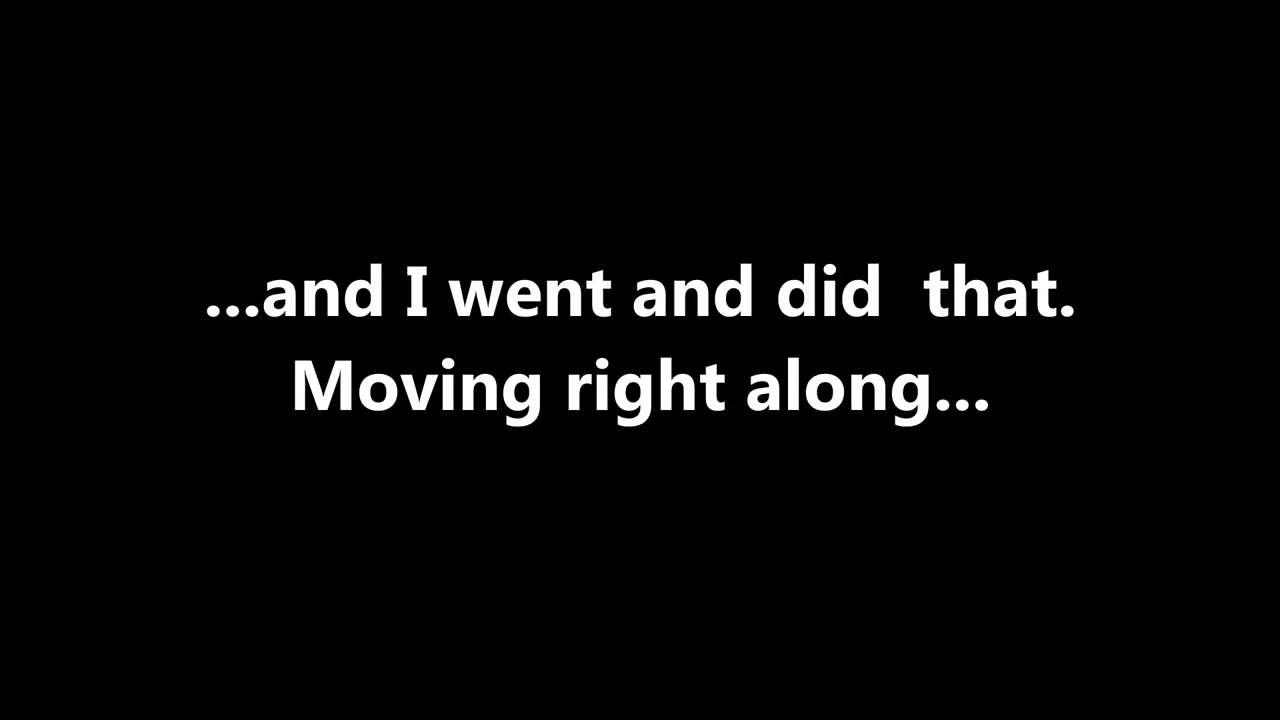 ...and I went and did  that.
Moving right along...